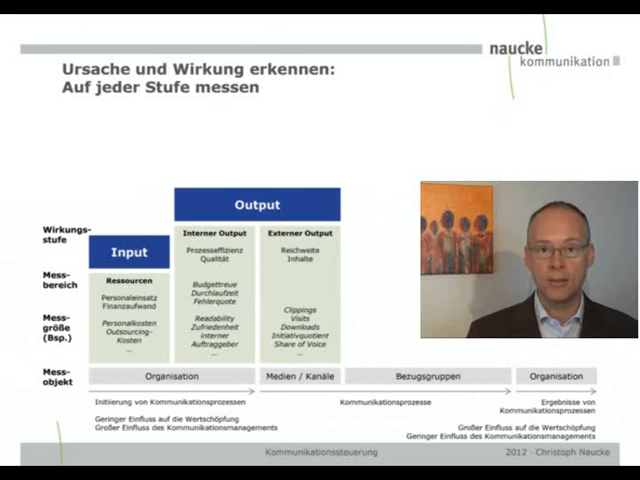 naucke
kommunikation
Ursache und Wirkung erkennen:
Auf jeder Stufe messen
Output
Wirkungs-
stufe
Interner Output
Externer Output
Input
Prozesseffizienz
Qualität
Reichweite
Inhalte
Mess-
bereich
Ressourcen
Personaleinsatz
Finanzaufwand
Budgettreue
Durchlaufzeit
Fehlerquote
Mess-
größe
(Bsp.)
Personalkosten
Outsourcing-
Kosten
...
Readability
Zufriedenheit
interner
Auftraggeber
...
Clippings
Visits
Downloads
Initiativquotient
Share of Voice
...
Mess-
objekt
Organisation
Medien / Kanäle
Bezugsgruppen
Organisation
Initiierung von Kommunikationsprozessen
Kommunikationsprozesse
Ergebnisse von
Kommunikationsprozessen
Geringer Einfluss auf die Wertschöpfung
Großer Einfluss des Kommunikationsmanagements
Großer Einfluss auf die Wertschöpfung
Geringer Einfluss des Kommunikationsmanagements
Kommunikationssteuerung
2012 - Christoph Naucke